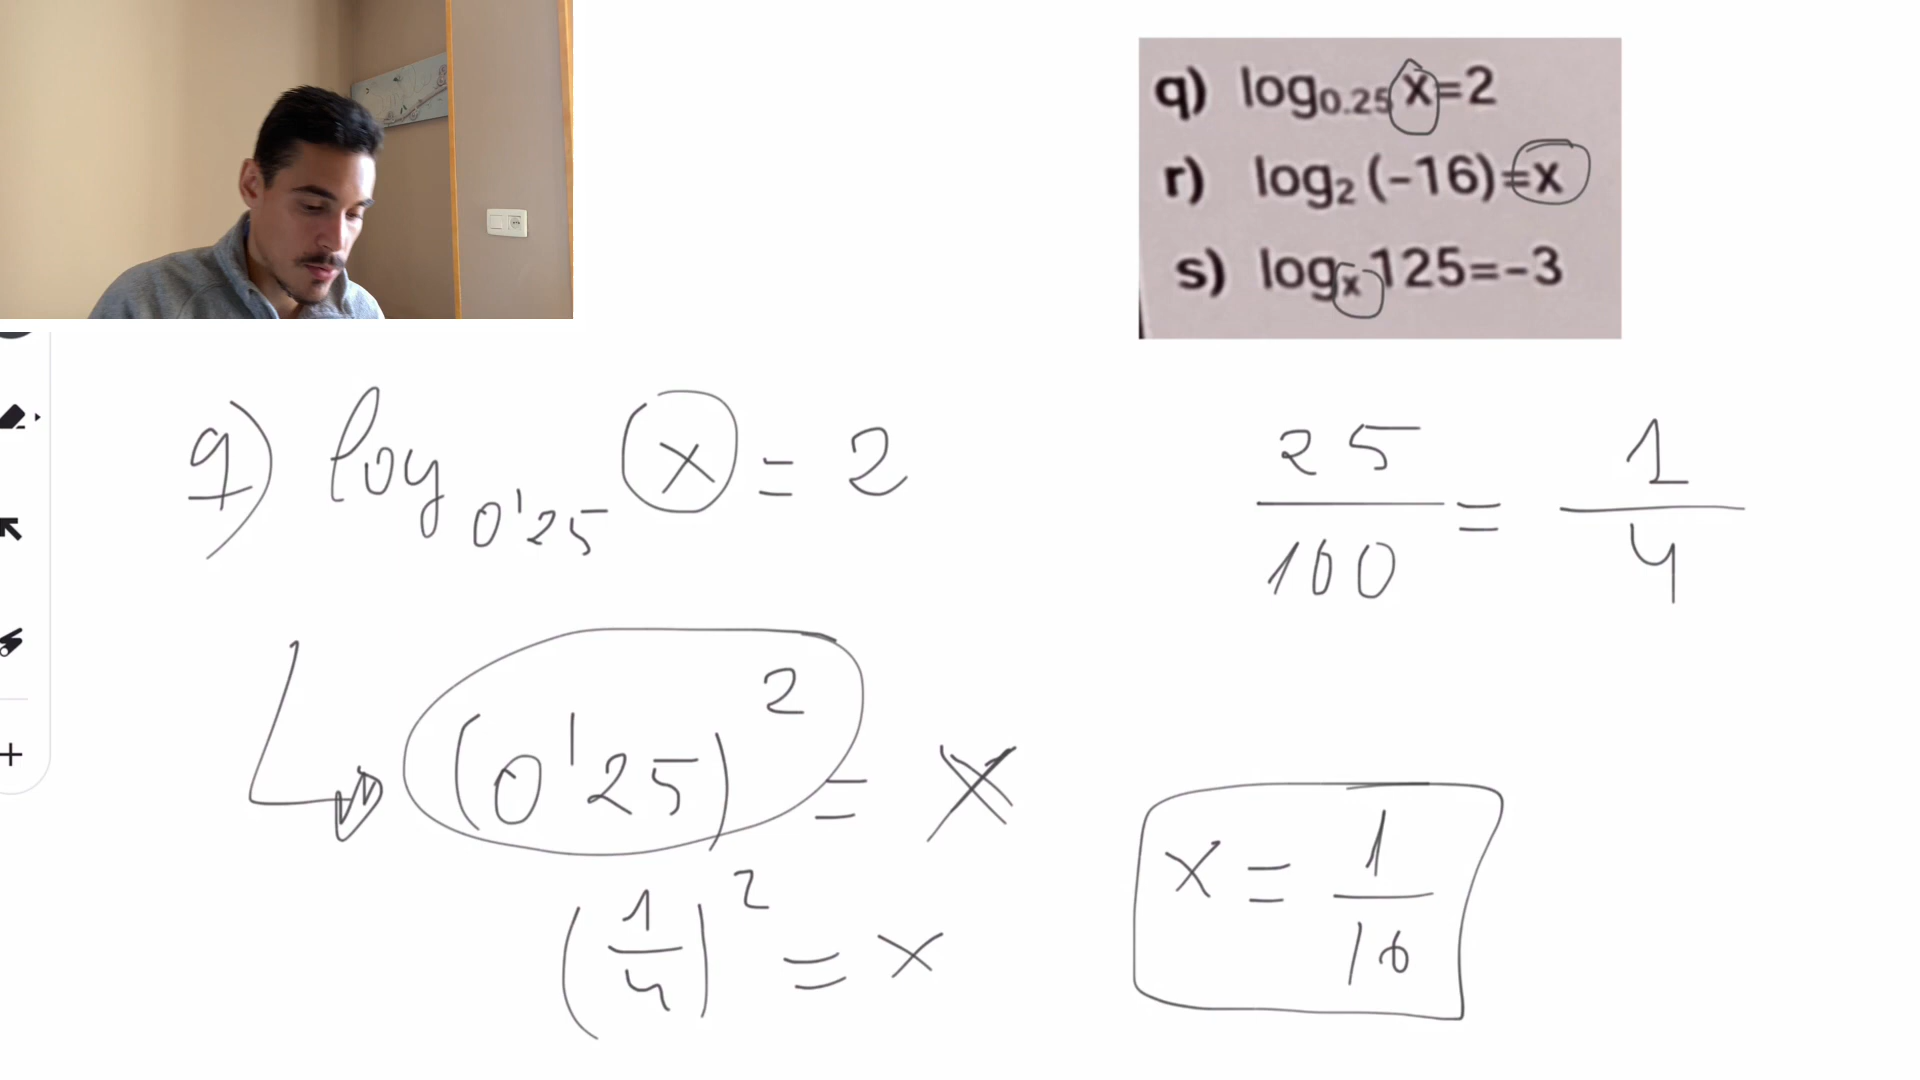 q) log₀.₂₅ x=2
r) log₂ (-16)=x
s) logₓ 125=-3
q) log₀'₂₅ x = 2
25/100 = 1/4
(0'25)² = x
(1/4)² = x
x = 1/16